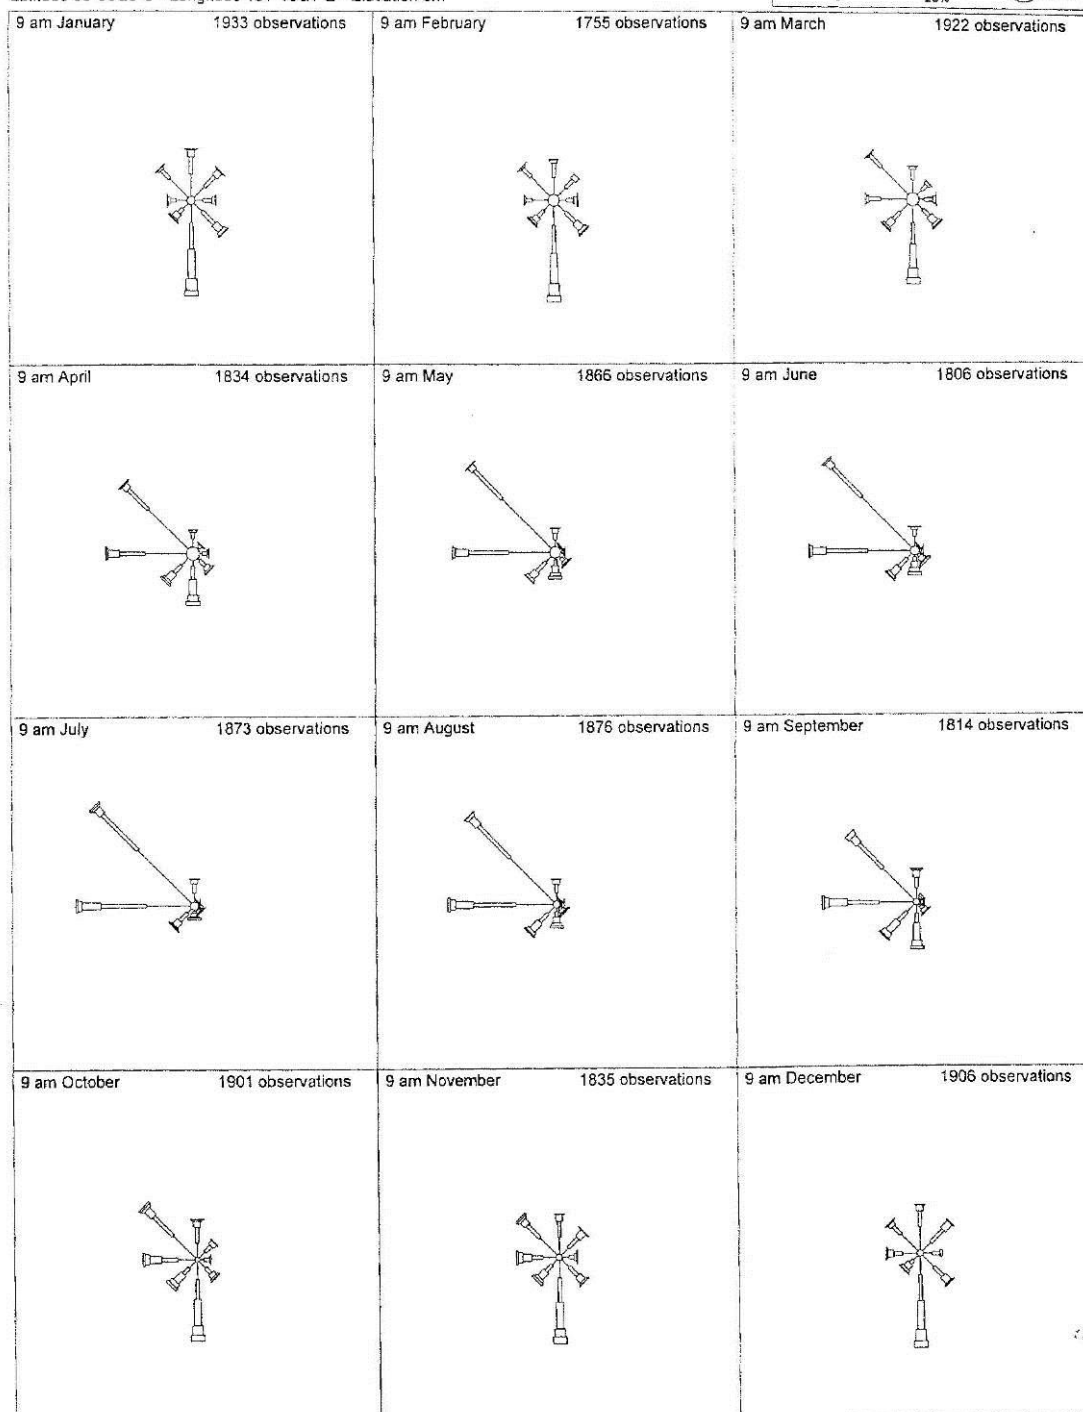 9 am January 1933 observations
9 am February 1755 observations
9 am March 1922 observations
9 am April 1834 observations
9 am May 1866 observations
9 am June 1806 observations
9 am July 1873 observations
9 am August 1876 observations
9 am September 1814 observations
9 am October 1901 observations
9 am November 1835 observations
9 am December 1906 observations